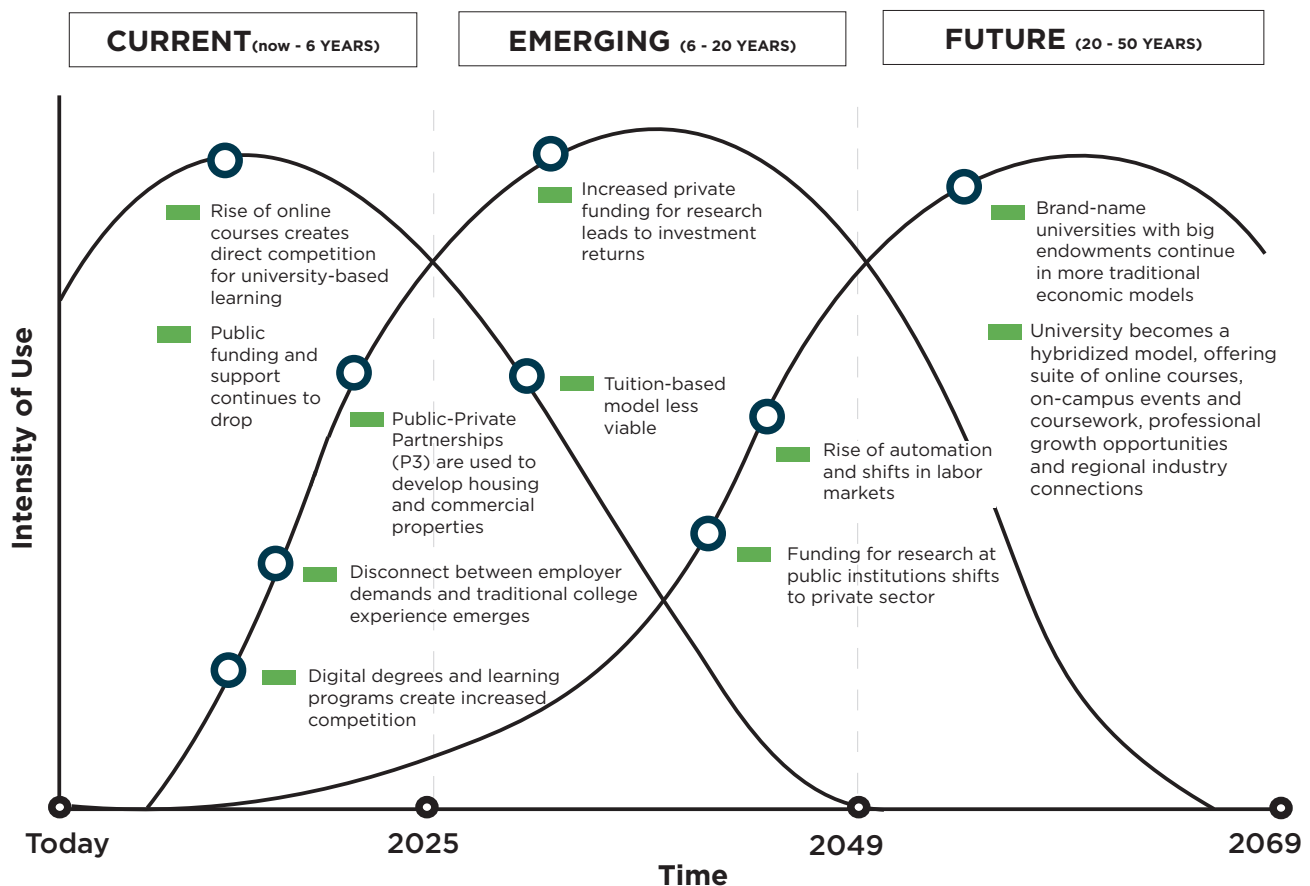 CURRENT(now - 6 YEARS)
EMERGING (6 - 20 YEARS)
FUTURE (20 - 50 YEARS)
Intensity of Use
Rise of online
courses creates
direct competition
for university-based
learning
Public
funding and
support
continues to
drop
Public-Private
Partnerships
(P3) are used to
develop housing
and commercial
properties
Disconnect between employer
demands and traditional college
experience emerges
Digital degrees and learning
programs create increased
competition
Increased private
funding for research
leads to investment
returns
Tuition-based
model less
viable
Rise of automation
and shifts in labor
markets
Funding for research at
public institutions shifts
to private sector
Brand-name
universities with big
endowments continue
in more traditional
economic models
University becomes a
hybridized model, offering
suite of online courses,
on-campus events and
coursework, professional
growth opportunities
and regional industry
connections
Today
2025
2049
2069
Time